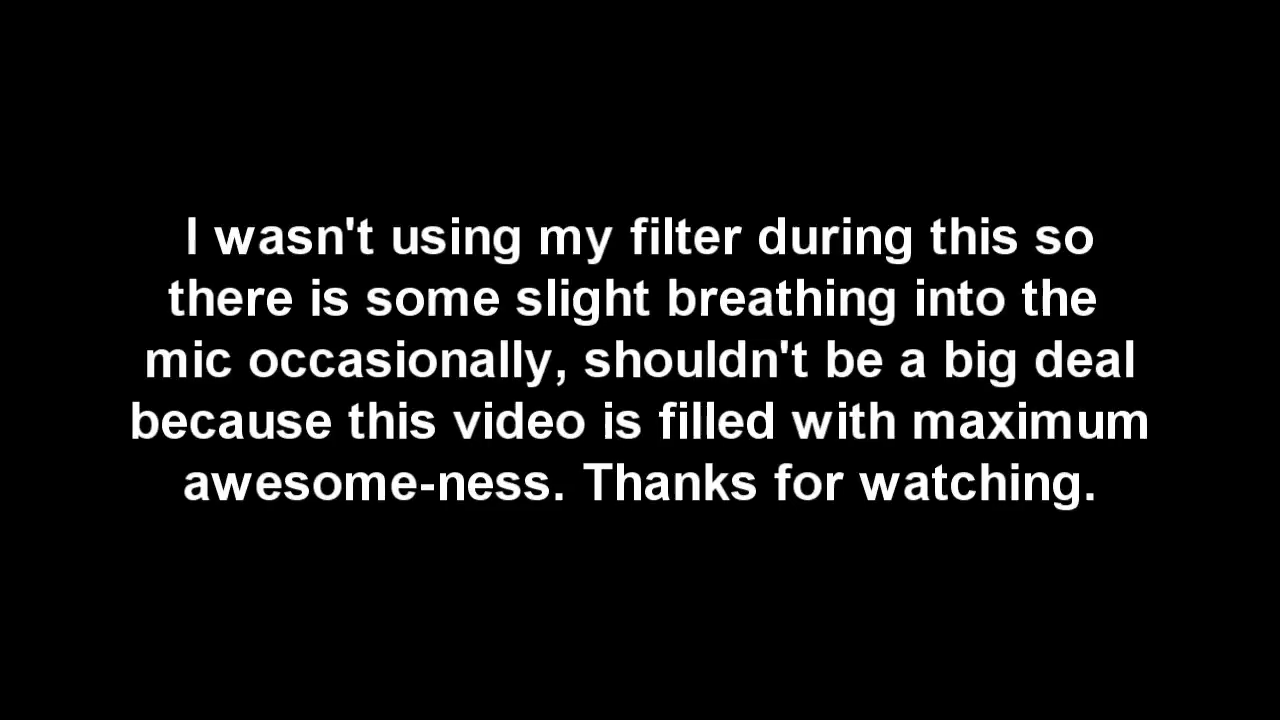 I wasn't using my filter during this so
there is some slight breathing into the
mic occasionally, shouldn't be a big deal
because this video is filled with maximum
awesome-ness. Thanks for watching.